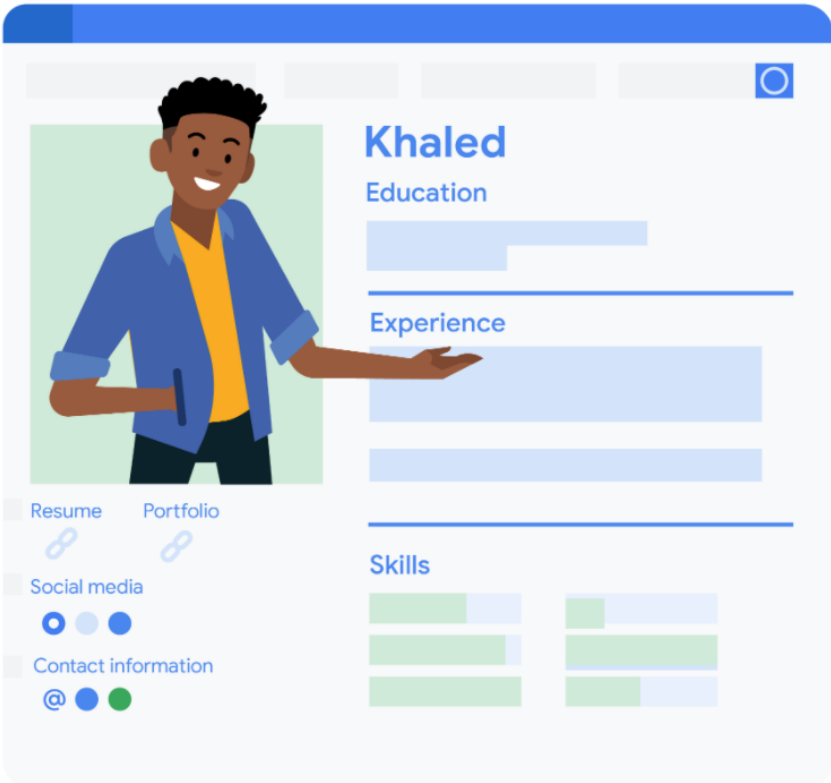 Khaled
Education
Experience
Resume Portfolio
Social media
Skills
Contact information
@